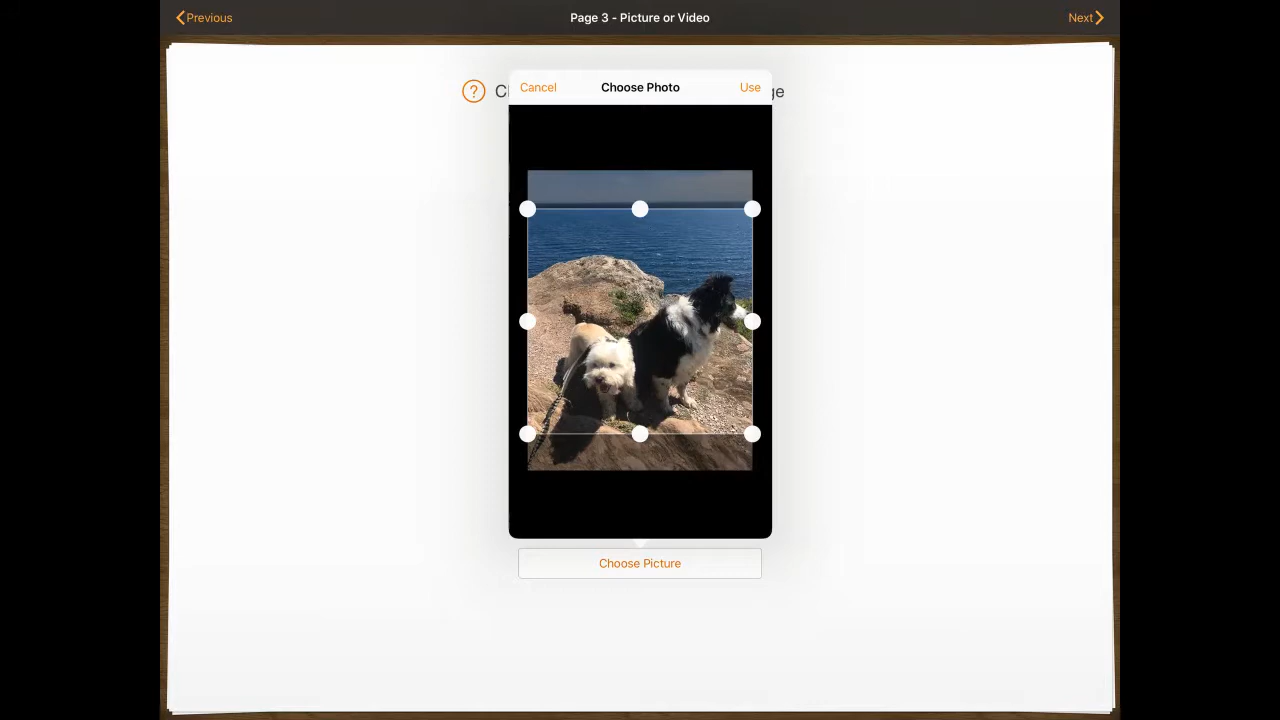 Previous
Page 3 - Picture or Video
Next
?
Cancel
Choose Photo
Use
Choose Picture